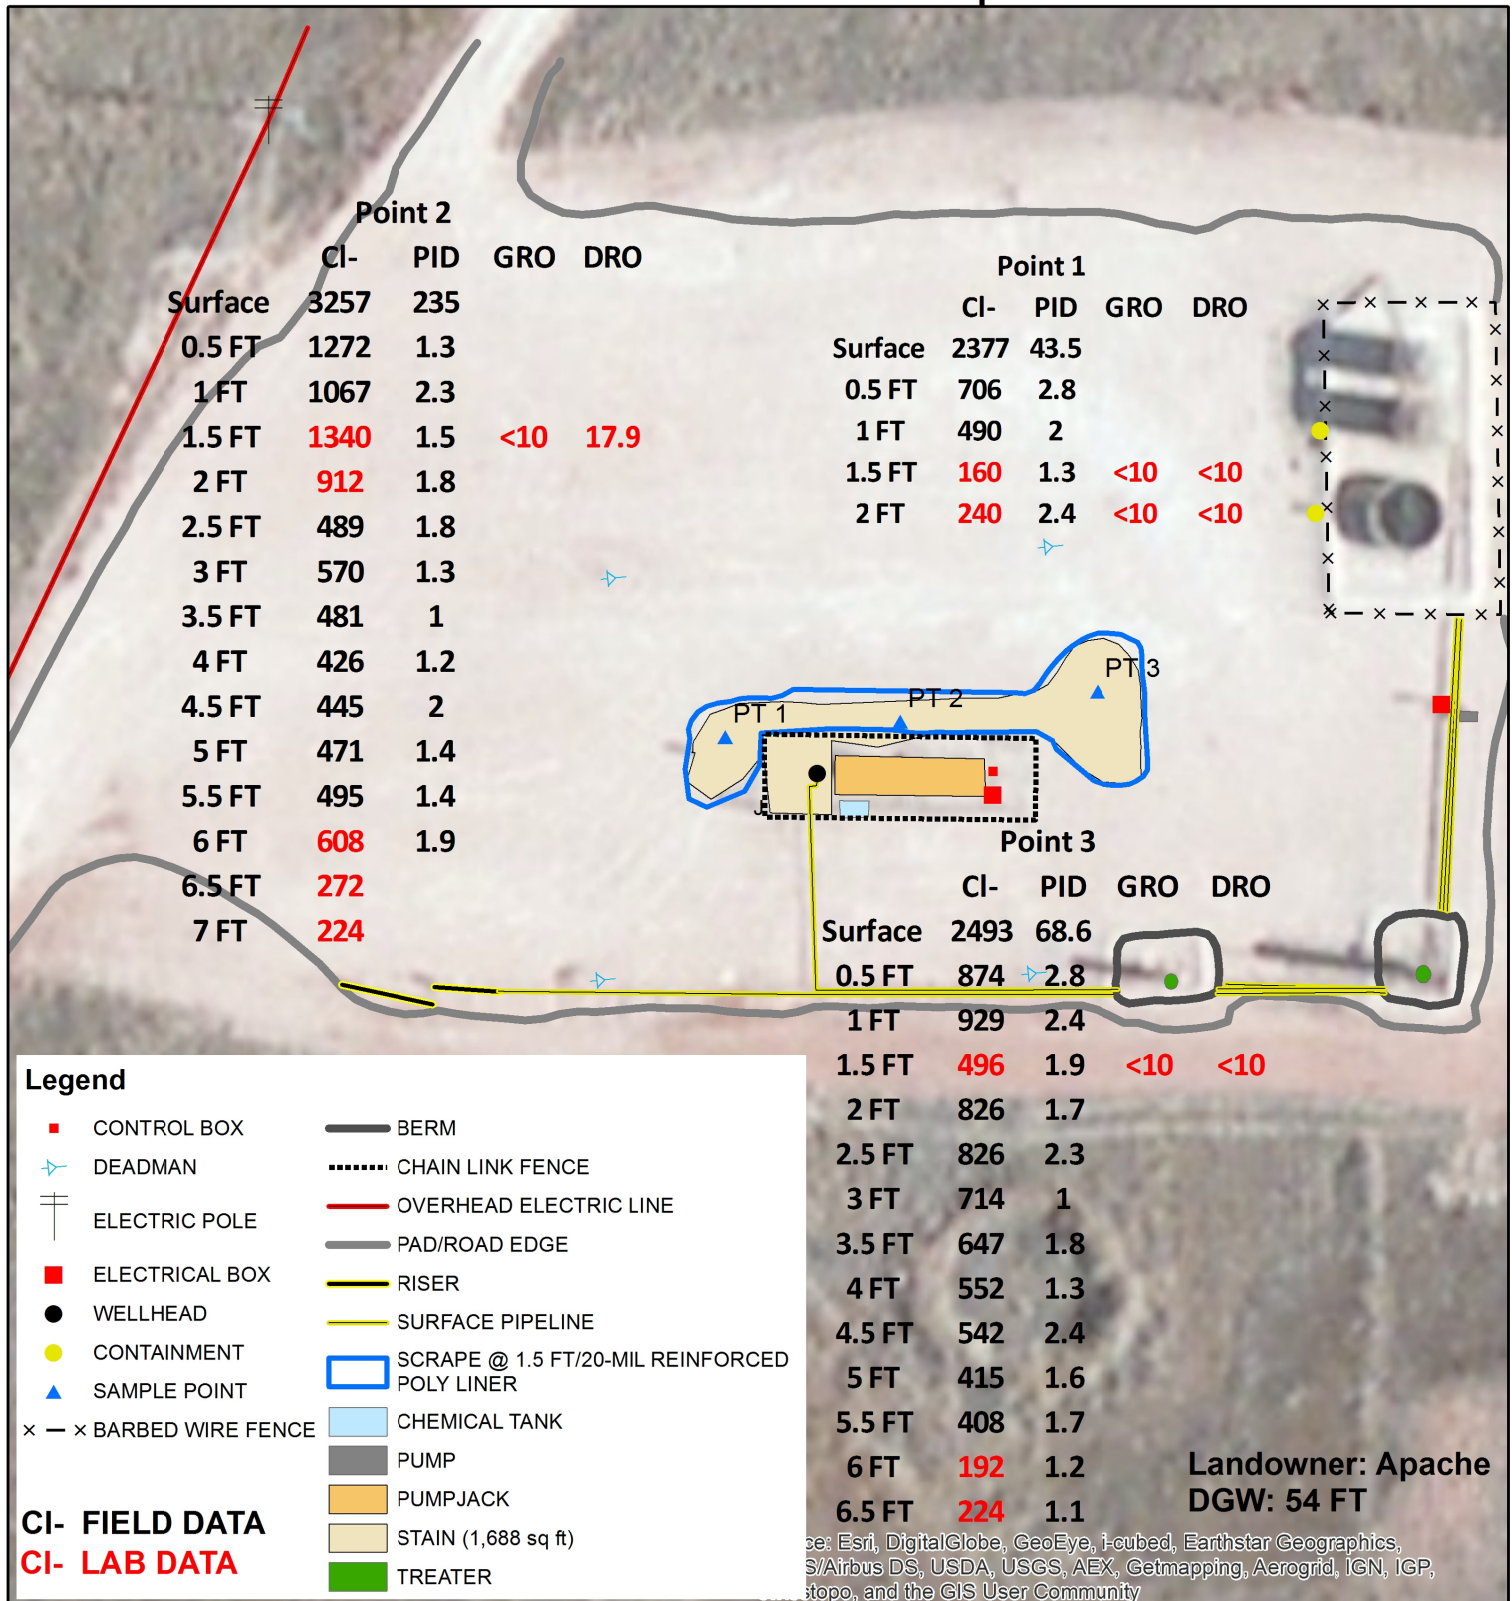 Point 2
Cl- PID GRO DRO
Surface 3257 235
0.5 FT 1272 1.3
1 FT 1067 2.3
1.5 FT 1340 1.5 <10 17.9
2 FT 912 1.8
2.5 FT 489 1.8
3 FT 570 1.3
3.5 FT 481 1
4 FT 426 1.2
4.5 FT 445 2
5 FT 471 1.4
5.5 FT 495 1.4
6 FT 608 1.9
6.5 FT 272
7 FT 224
Point 1
Cl- PID GRO DRO
Surface 2377 43.5
0.5 FT 706 2.8
1 FT 490 2
1.5 FT 160 1.3 <10 <10
2 FT 240 2.4 <10 <10
PT 3
PT 2
PT 1
Point 3
Cl- PID GRO DRO
Surface 2493 68.6
0.5 FT 874 2.8
1 FT 929 2.4
1.5 FT 496 1.9 <10 <10
2 FT 826 1.7
2.5 FT 826 2.3
3 FT 714 1
3.5 FT 647 1.8
4 FT 552 1.3
4.5 FT 542 2.4
5 FT 415 1.6
5.5 FT 408 1.7
6 FT 192 1.2
6.5 FT 224 1.1
Legend
CONTROL BOX
DEADMAN
ELECTRIC POLE
ELECTRICAL BOX
WELLHEAD
CONTAINMENT
SAMPLE POINT
BARBED WIRE FENCE
BERM
CHAIN LINK FENCE
OVERHEAD ELECTRIC LINE
PAD/ROAD EDGE
RISER
SURFACE PIPELINE
SCRAPE @ 1.5 FT/20-MIL REINFORCED
POLY LINER
CHEMICAL TANK
PUMP
PUMPJACK
STAIN (1,688 sq ft)
TREATER
Cl- FIELD DATA
Cl- LAB DATA
Landowner: Apache
DGW: 54 FT
Esri, DigitalGlobe, GeoEye, i-cubed, Earthstar Geographics,
S/Airbus DS, USDA, USGS, AEX, Getmapping, Aerogrid, IGN, IGP,
and the GIS User Community